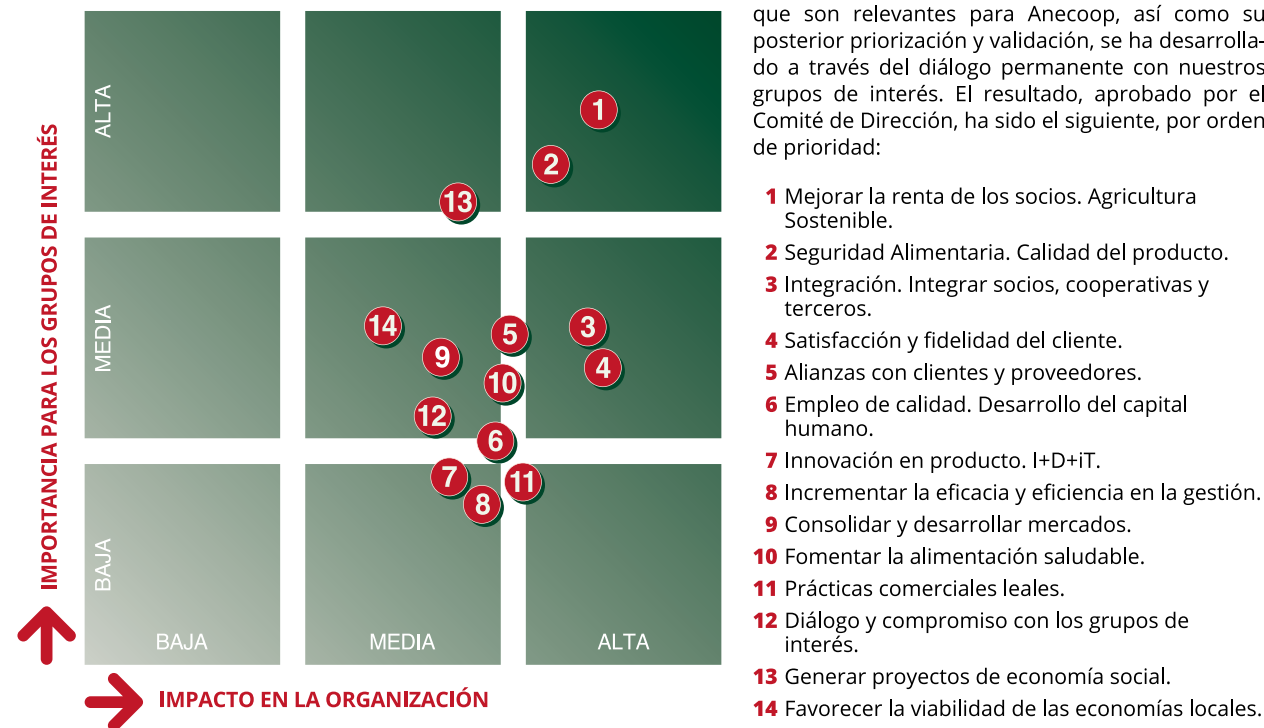 IMPORTANCIA PARA LOS GRUPOS DE INTERÉS
ALTA
MEDIA
BAJA
1
2
13
14
5
3
9
4
10
12
6
7
11
8
BAJA
MEDIA
ALTA
IMPACTO EN LA ORGANIZACIÓN
que son relevantes para Anecoop, así como su
posterior priorización y validación, se ha desarrolla-
do a través del diálogo permanente con nuestros
grupos de interés. El resultado, aprobado por el
Comité de Dirección, ha sido el siguiente, por orden
de prioridad:
1 Mejorar la renta de los socios. Agricultura
Sostenible.
2 Seguridad Alimentaria. Calidad del producto.
3 Integración. Integrar socios, cooperativas y
terceros.
4 Satisfacción y fidelidad del cliente.
5 Alianzas con clientes y proveedores.
6 Empleo de calidad. Desarrollo del capital
humano.
7 Innovación en producto. I+D+iT.
8 Incrementar la eficacia y eficiencia en la gestión.
9 Consolidar y desarrollar mercados.
10 Fomentar la alimentación saludable.
11 Prácticas comerciales leales.
12 Diálogo y compromiso con los grupos de
interés.
13 Generar proyectos de economía social.
14 Favorecer la viabilidad de las economías locales.